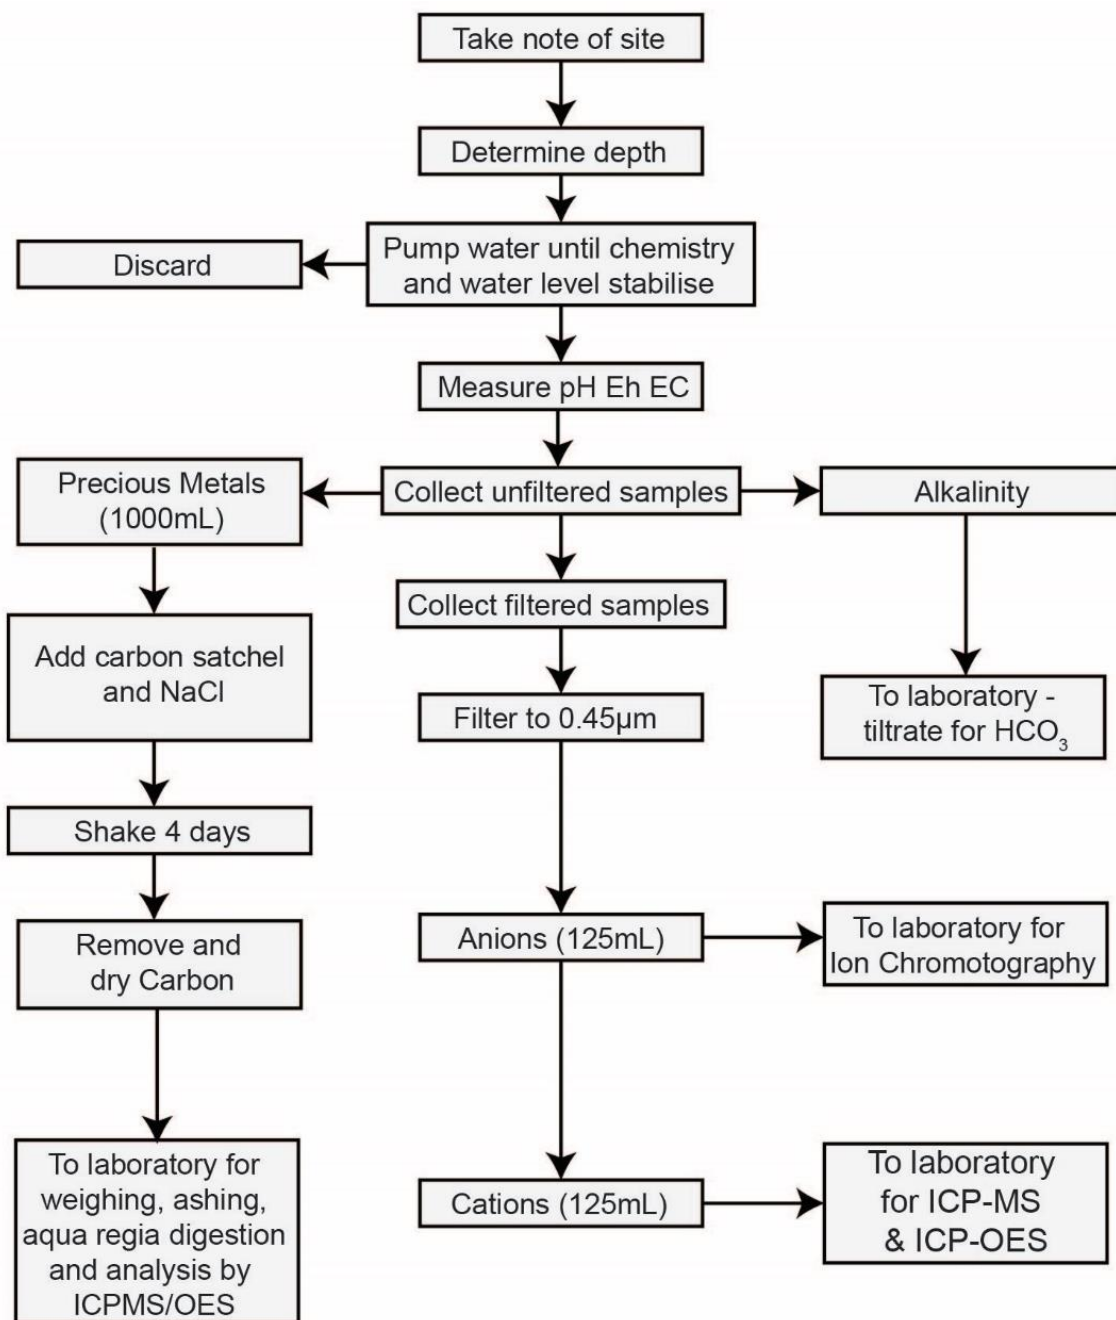 Take note of site
Determine depth
Pump water until chemistry
and water level stabilise
Discard
Measure pH Eh EC
Collect unfiltered samples
Precious Metals
(1000mL)
Alkalinity
Add carbon satchel
and NaCl
Collect filtered samples
Filter to 0.45µm
To laboratory -
tiltrate for HCO₃
Shake 4 days
Remove and
dry Carbon
Anions (125mL)
To laboratory for
Ion Chromotography
To laboratory for
weighing, ashing,
aqua regia digestion
and analysis by
ICPMS/OES
Cations (125mL)
To laboratory
for ICP-MS
& ICP-OES